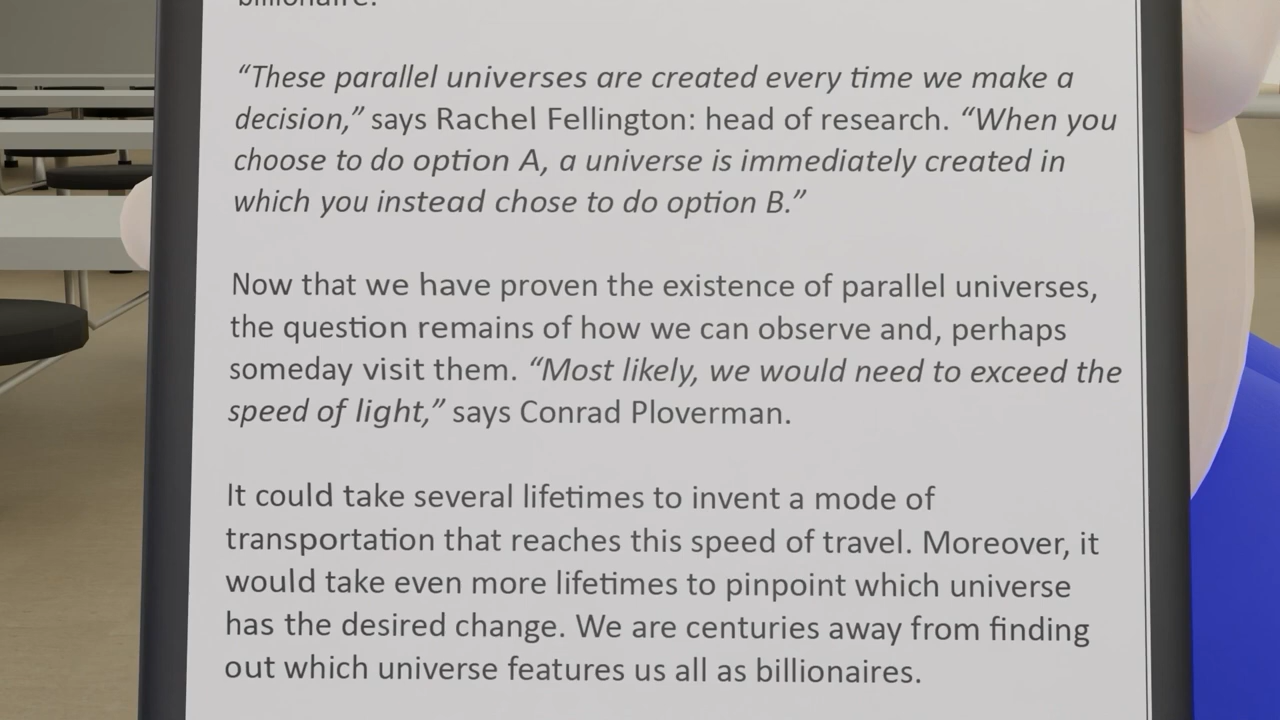 billionaire.
“These parallel universes are created every time we make a
decision,” says Rachel Fellington: head of research. “When you
choose to do option A, a universe is immediately created in
which you instead chose to do option B.”
Now that we have proven the existence of parallel universes,
the question remains of how we can observe and, perhaps
someday visit them. “Most likely, we would need to exceed the
speed of light,” says Conrad Ploverman.
It could take several lifetimes to invent a mode of
transportation that reaches this speed of travel. Moreover, it
would take even more lifetimes to pinpoint which universe
has the desired change. We are centuries away from finding
out which universe features us all as billionaires.